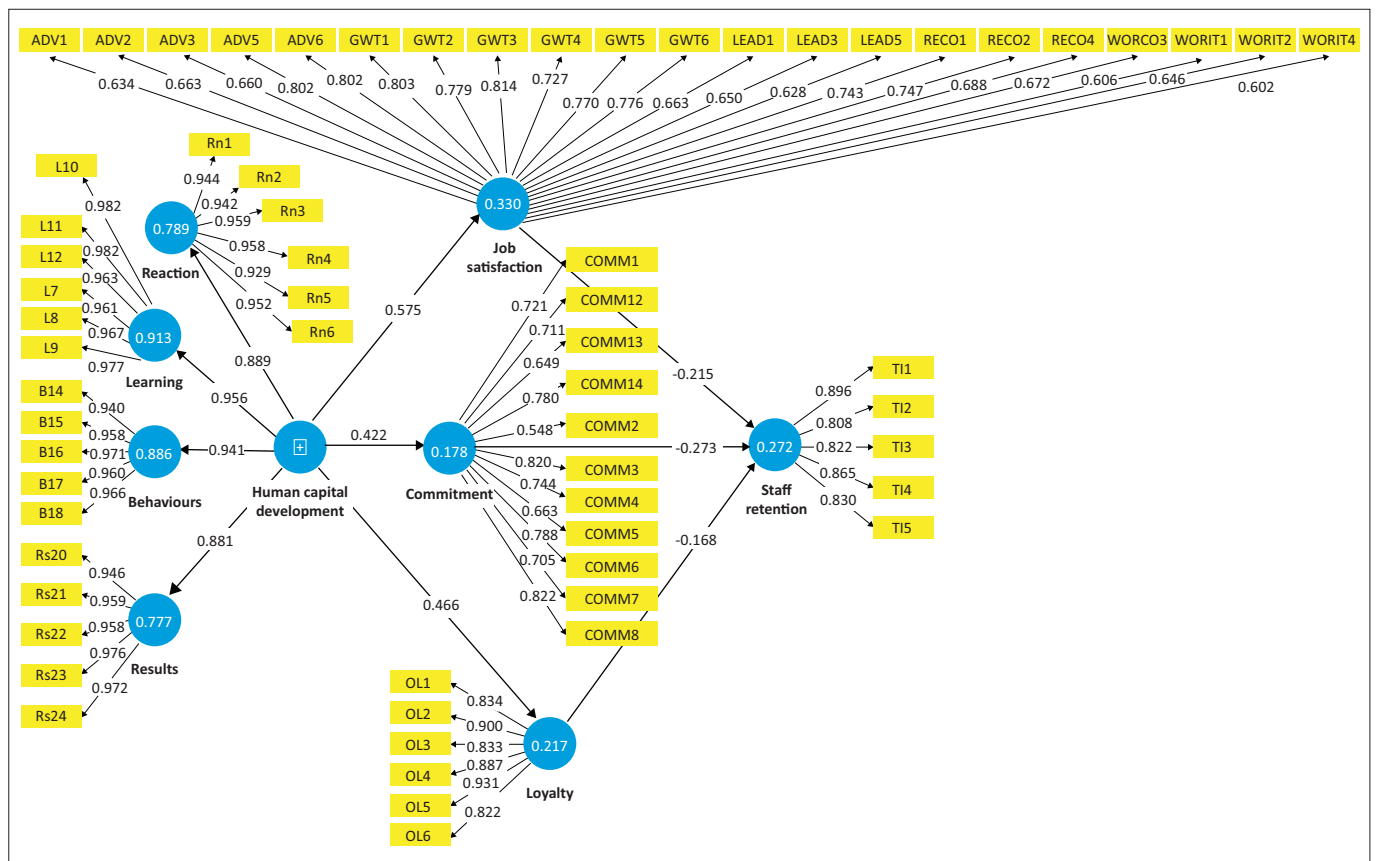 ADV1 ADV2 ADV3 ADV5 ADV6 GWT1 GWT2 GWT3 GWT4 GWT5 GWT6 LEAD1 LEAD3 LEAD5 RECO1 RECO2 RECO4 WORCO3 WORIT1 WORIT2 WORIT4
0.634 0.663 0.660 0.802 0.802 0.803 0.779 0.814 0.727 0.770 0.776 0.663 0.650 0.628 0.743 0.747 0.688 0.672 0.606 0.646 0.602
Rn1
L10
Rn2
Rn3
Rn4
Rn5
Rn6
0.944
0.942
0.959
0.958
0.929
0.952
0.789
Reaction
0.330
Job
satisfaction
L11
L12
L7
L8
L9
0.982
0.982
0.963
0.961
0.967
0.977
0.913
Learning
0.889
0.956
0.575
B14
B15
B16
B17
B18
0.940
0.958
0.971
0.960
0.966
0.886
Behaviours
0.941
Human capital
development
0.422
0.178
Commitment
COMM1
COMM12
COMM13
COMM14
COMM2
COMM3
COMM4
COMM5
COMM6
COMM7
COMM8
0.721
0.711
0.649
0.780
0.548
0.820
0.744
0.663
0.788
0.705
0.822
-0.215
-0.273
-0.168
0.272
Staff
retention
0.896
0.808
0.822
0.865
0.830
TI1
TI2
TI3
TI4
TI5
0.881
0.466
Rs20
Rs21
Rs22
Rs23
Rs24
0.946
0.959
0.958
0.976
0.972
0.777
Results
OL1
OL2
OL3
OL4
OL5
OL6
0.834
0.900
0.833
0.887
0.931
0.822
0.217
Loyalty